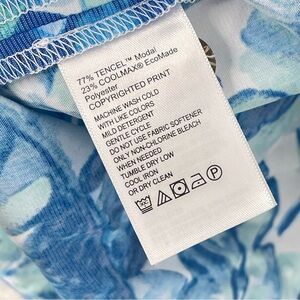 77% TENCEL™ Modal
23% COOLMAX® EcoMade
Polyester
COPYRIGHTED PRINT
MACHINE WASH COLD
WITH LIKE COLORS
MILD DETERGENT
GENTLE CYCLE
DO NOT USE FABRIC SOFTENER
ONLY NON-CHLORINE BLEACH
WHEN NEEDED
TUMBLE DRY LOW
COOL IRON
OR DRY CLEAN